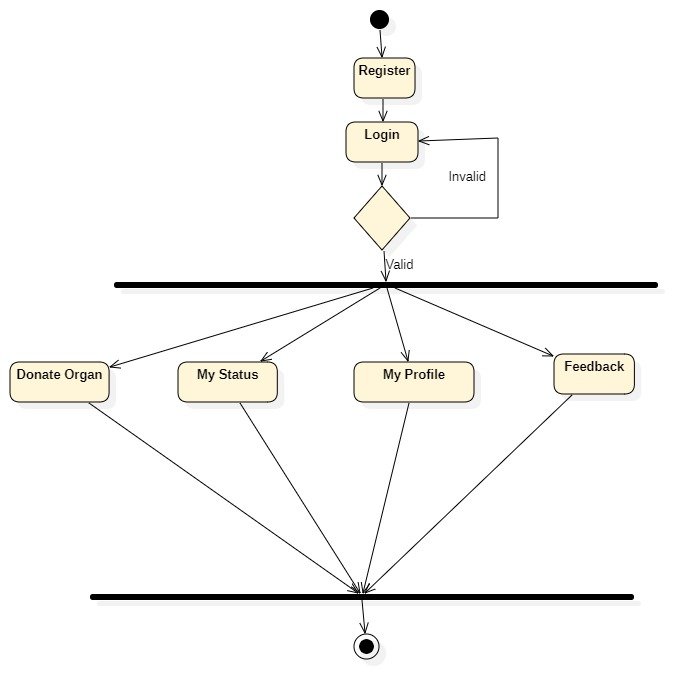 Register
Login
Invalid
Valid
Donate Organ
My Status
My Profile
Feedback